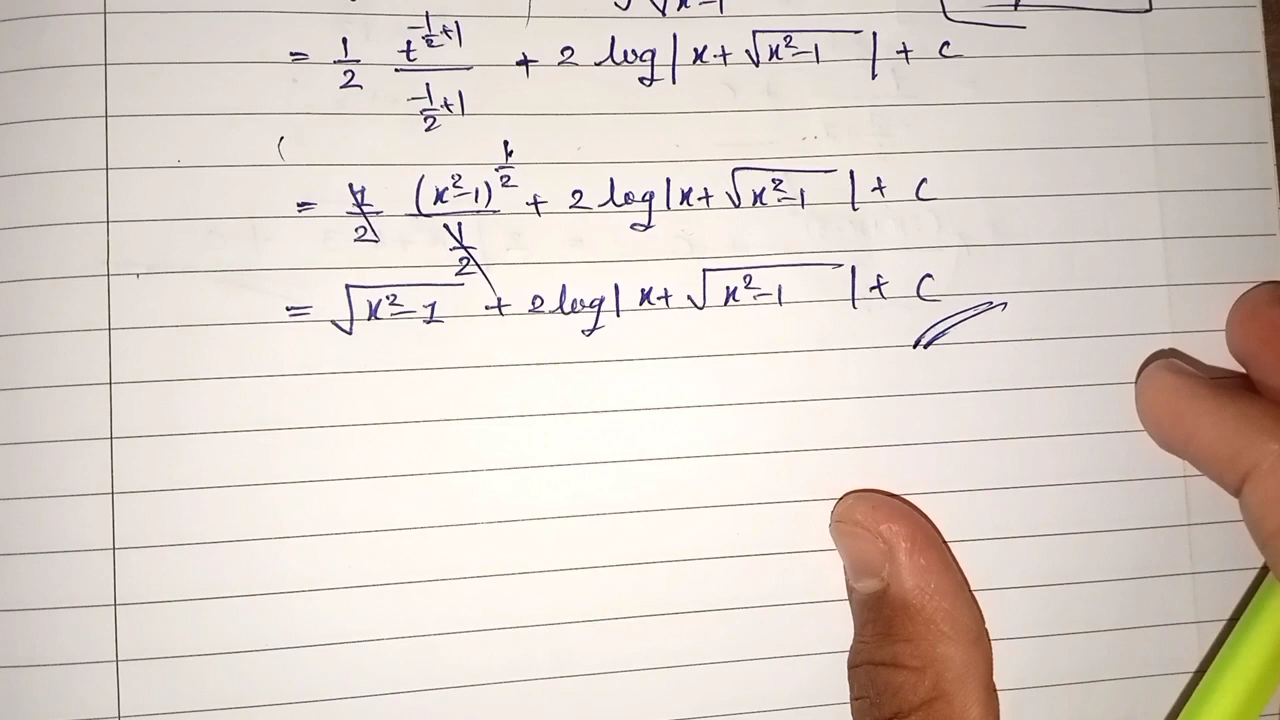 = 1/2 t^(-1/2+1)/(-1/2+1) + 2 log|x+√(x²-1)| + c
= 1/2 (x²-1)^(1/2)/(1/2) + 2 log|x+√(x²-1)| + c
= √(x²-1) + 2 log|x+√(x²-1)| + c